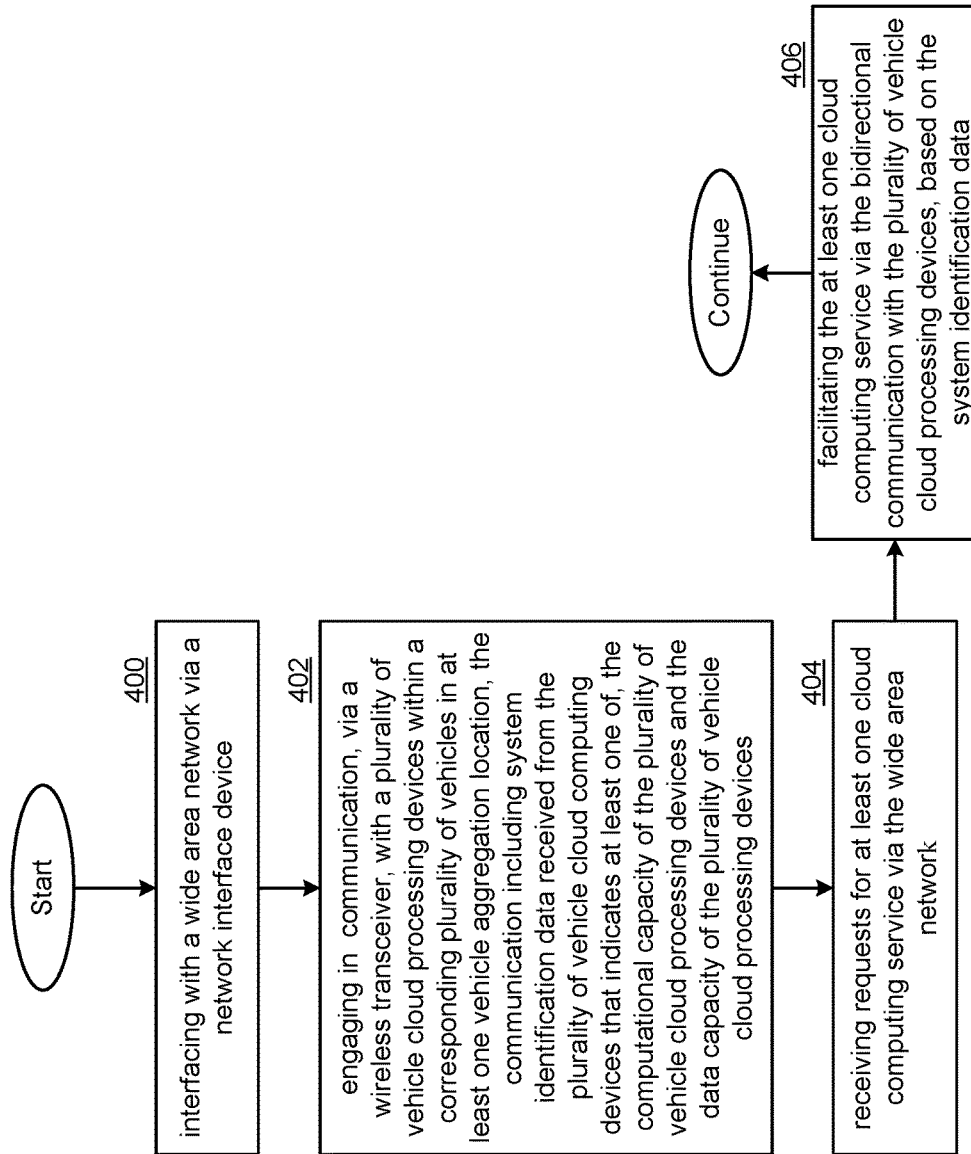 Start
400
interfacing with a wide area network via a
network interface device
402
engaging in communication, via a
wireless transceiver, with a plurality of
vehicle cloud processing devices within a
corresponding plurality of vehicles in at
least one vehicle aggregation location, the
communication including system
identification data received from the
plurality of vehicle cloud computing
devices that indicates at least one of, the
computational capacity of the plurality of
vehicle cloud processing devices and the
data capacity of the plurality of vehicle
cloud processing devices
404
receiving requests for at least one cloud
computing service via the wide area
network
406
facilitating the at least one cloud
computing service via the bidirectional
communication with the plurality of vehicle
cloud processing devices, based on the
system identification data
Continue